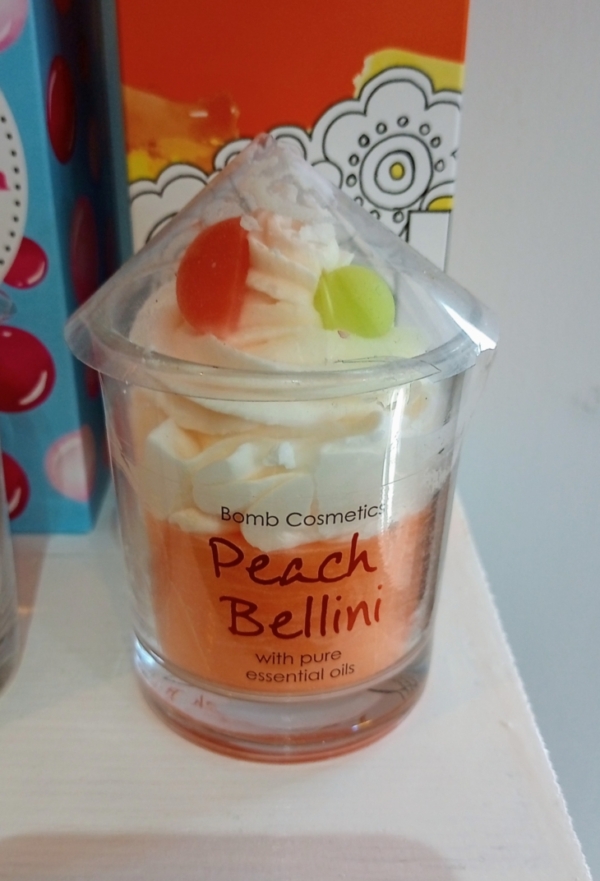 Bomb Cosmetics
Peach
Bellini
with pure
essential oils